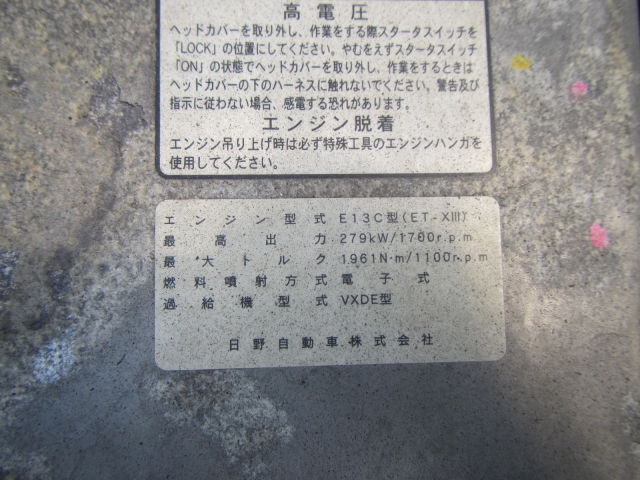 高電圧
ヘッドカバーを取り外し、作業をする際スタータスイッチを
「LOCK」の位置にしてください。やむをえずスタータスイッチ
「ON」の状態でヘッドカバーを取り外し、作業をするときは
ヘッドカバーの下のハーネスに触れないでください。警告及び
指示に従わない場合、感電する恐れがあります。
エンジン脱着
エンジン吊り上げ時は必ず特殊工具のエンジンハンガを
使用してください。
エンジン型式 E13C型(ET-XIII)
最高出力 279kW/1700r.p.m
最大トルク 1961N·m/1100r.p.m
燃料噴射方式 電子式
過給機型式 VXDE型
日野自動車株式会社